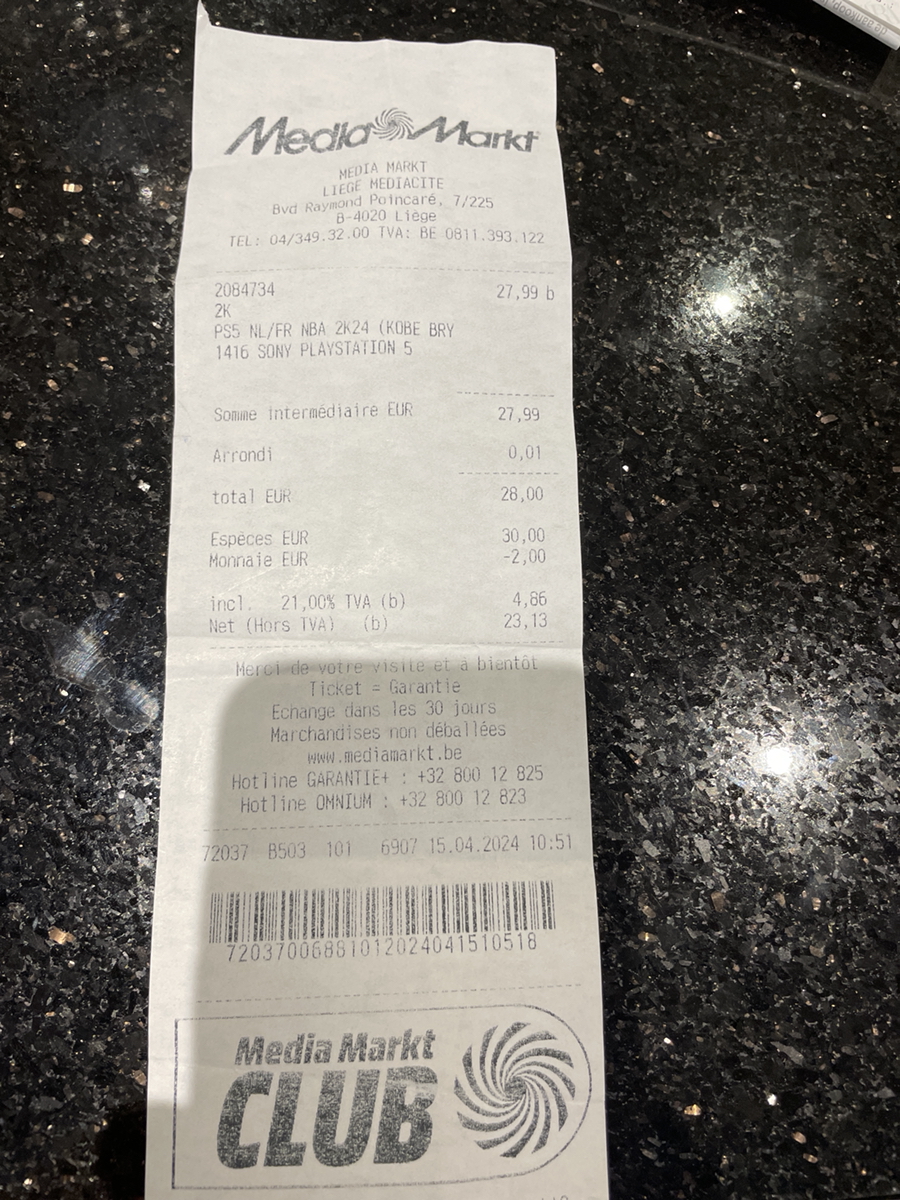 Media Markt
MEDIA MARKT
LIEGE MEDIACITE
Bvd Raymond Poincaré, 7/225
B-4020 Liège
TEL: 04/349.32.00 TVA: BE 0811.393.122
2084734 27,99 b
2K
PS5 NL/FR NBA 2K24 (KOBE BRY
1416 SONY PLAYSTATION 5
Somme intermédiaire EUR 27,99
Arrondi 0,01
total EUR 28,00
Espèces EUR 30,00
Monnaie EUR -2,00
incl. 21,00% TVA (b) 4,86
Net (Hors TVA) (b) 23,13
Merci de votre visite et à bientôt
Ticket = Garantie
Echange dans les 30 jours
Marchandises non déballées
www.mediamarkt.be
Hotline GARANTIE+ : +32 800 12 825
Hotline OMNIUM : +32 800 12 823
72037 B503 101 6907 15.04.2024 10:51
7203700688101202404151051​8
Media Markt
CLUB